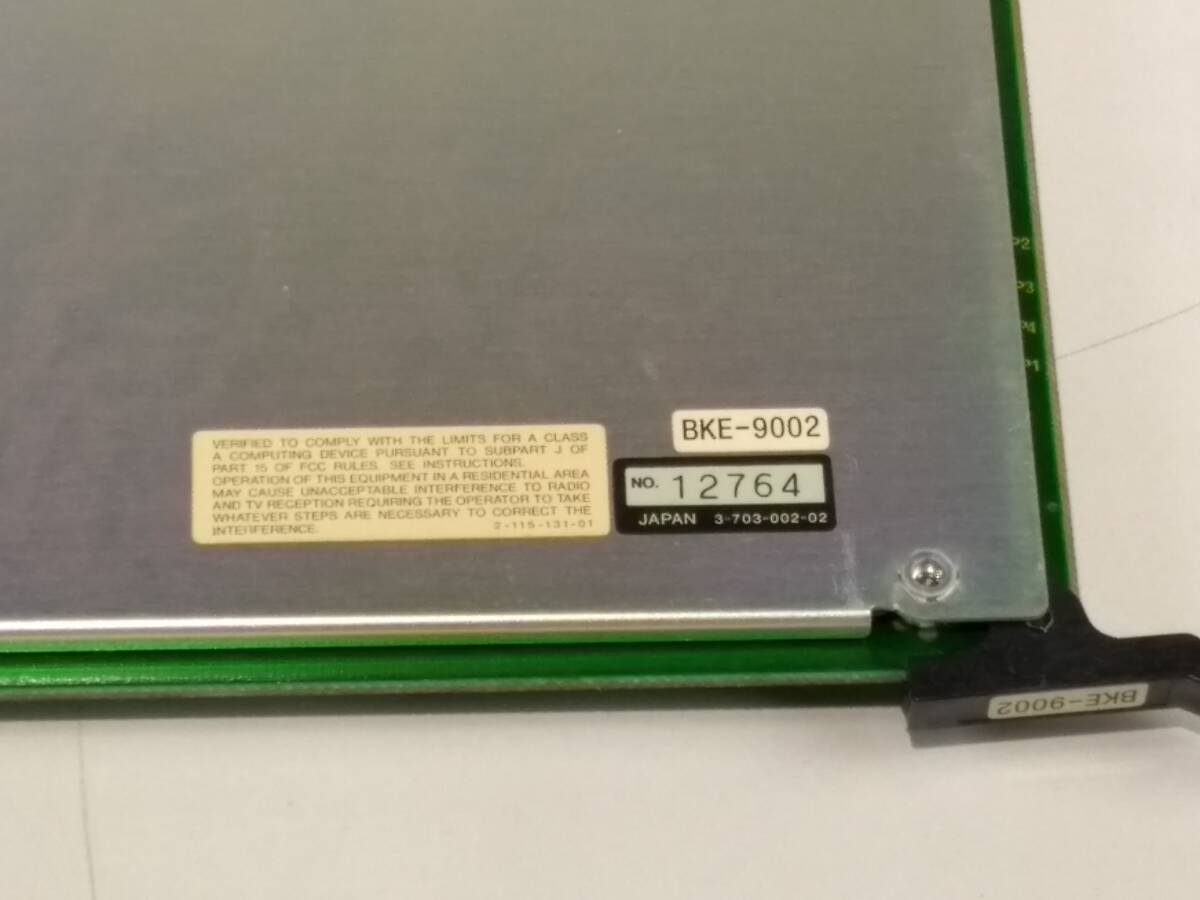 P2
P3
P4
P1
BKE-9002
VERIFIED TO COMPLY WITH THE LIMITS FOR A CLASS
A COMPUTING DEVICE PURSUANT TO SUBPART J OF
PART 15 OF FCC RULES. SEE INSTRUCTIONS.
OPERATION OF THIS EQUIPMENT IN A RESIDENTIAL AREA
MAY CAUSE UNACCEPTABLE INTERFERENCE TO RADIO
AND TV RECEPTION REQUIRING THE OPERATOR TO TAKE
WHATEVER STEPS ARE NECESSARY TO CORRECT THE
INTERFERENCE.
2-115-131-01
NO. 12764
JAPAN 3-703-002-02
BKE-9002